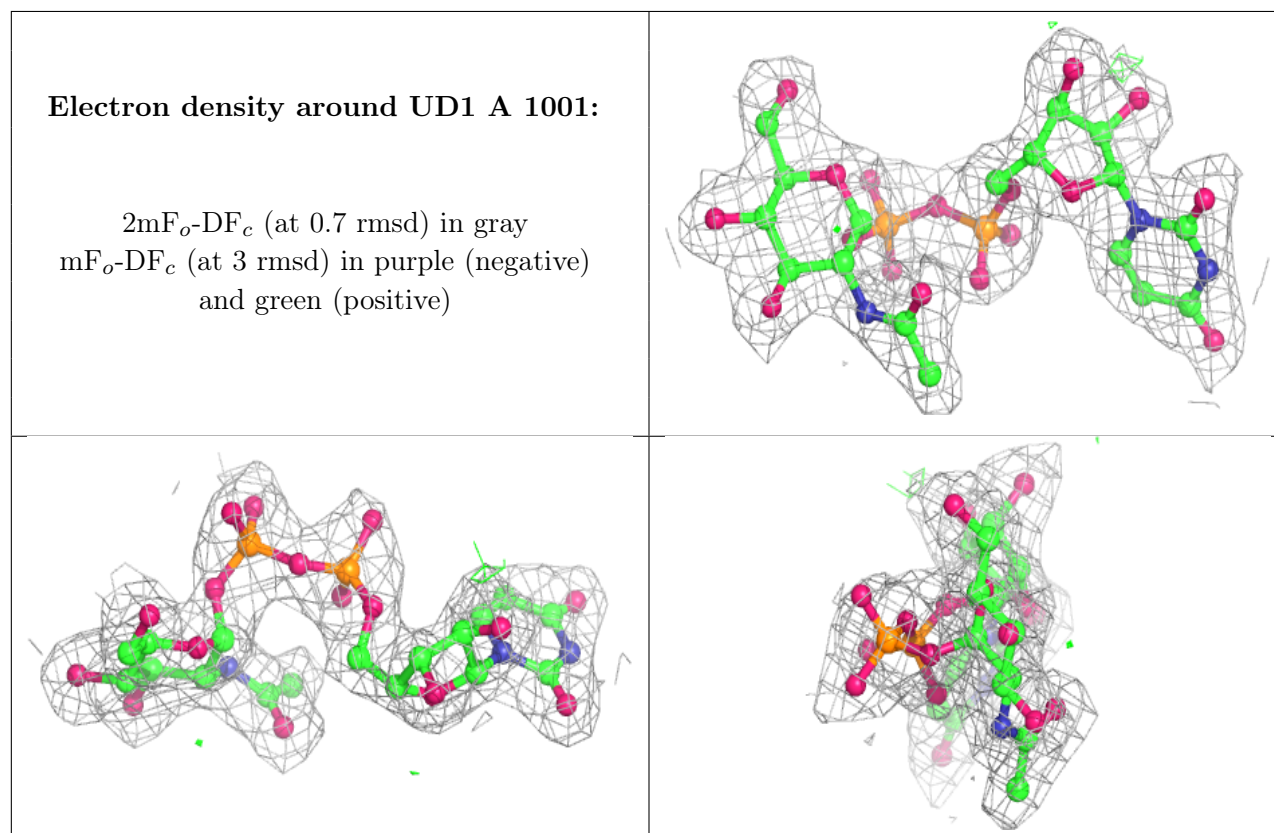 Electron density around UD1 A 1001:
2mFo-DFc (at 0.7 rmsd) in gray
mFo-DFc (at 3 rmsd) in purple (negative)
and green (positive)